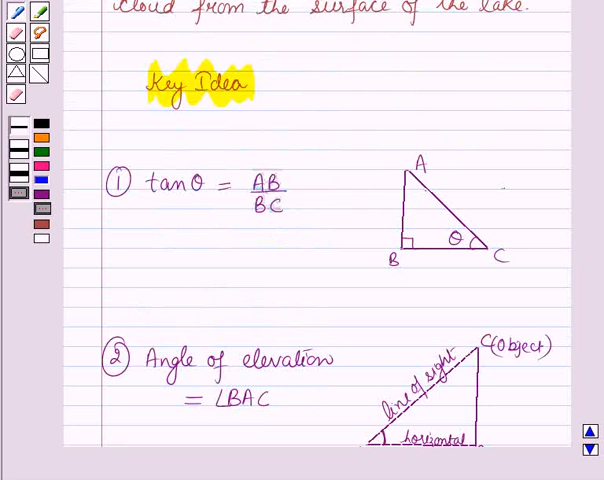 cloud from the surface of the lake.
Key Idea
① tanθ = AB/BC
A
θ
B
C
② Angle of elevation
= ∠BAC
C(Object)
line of sight
horizontal